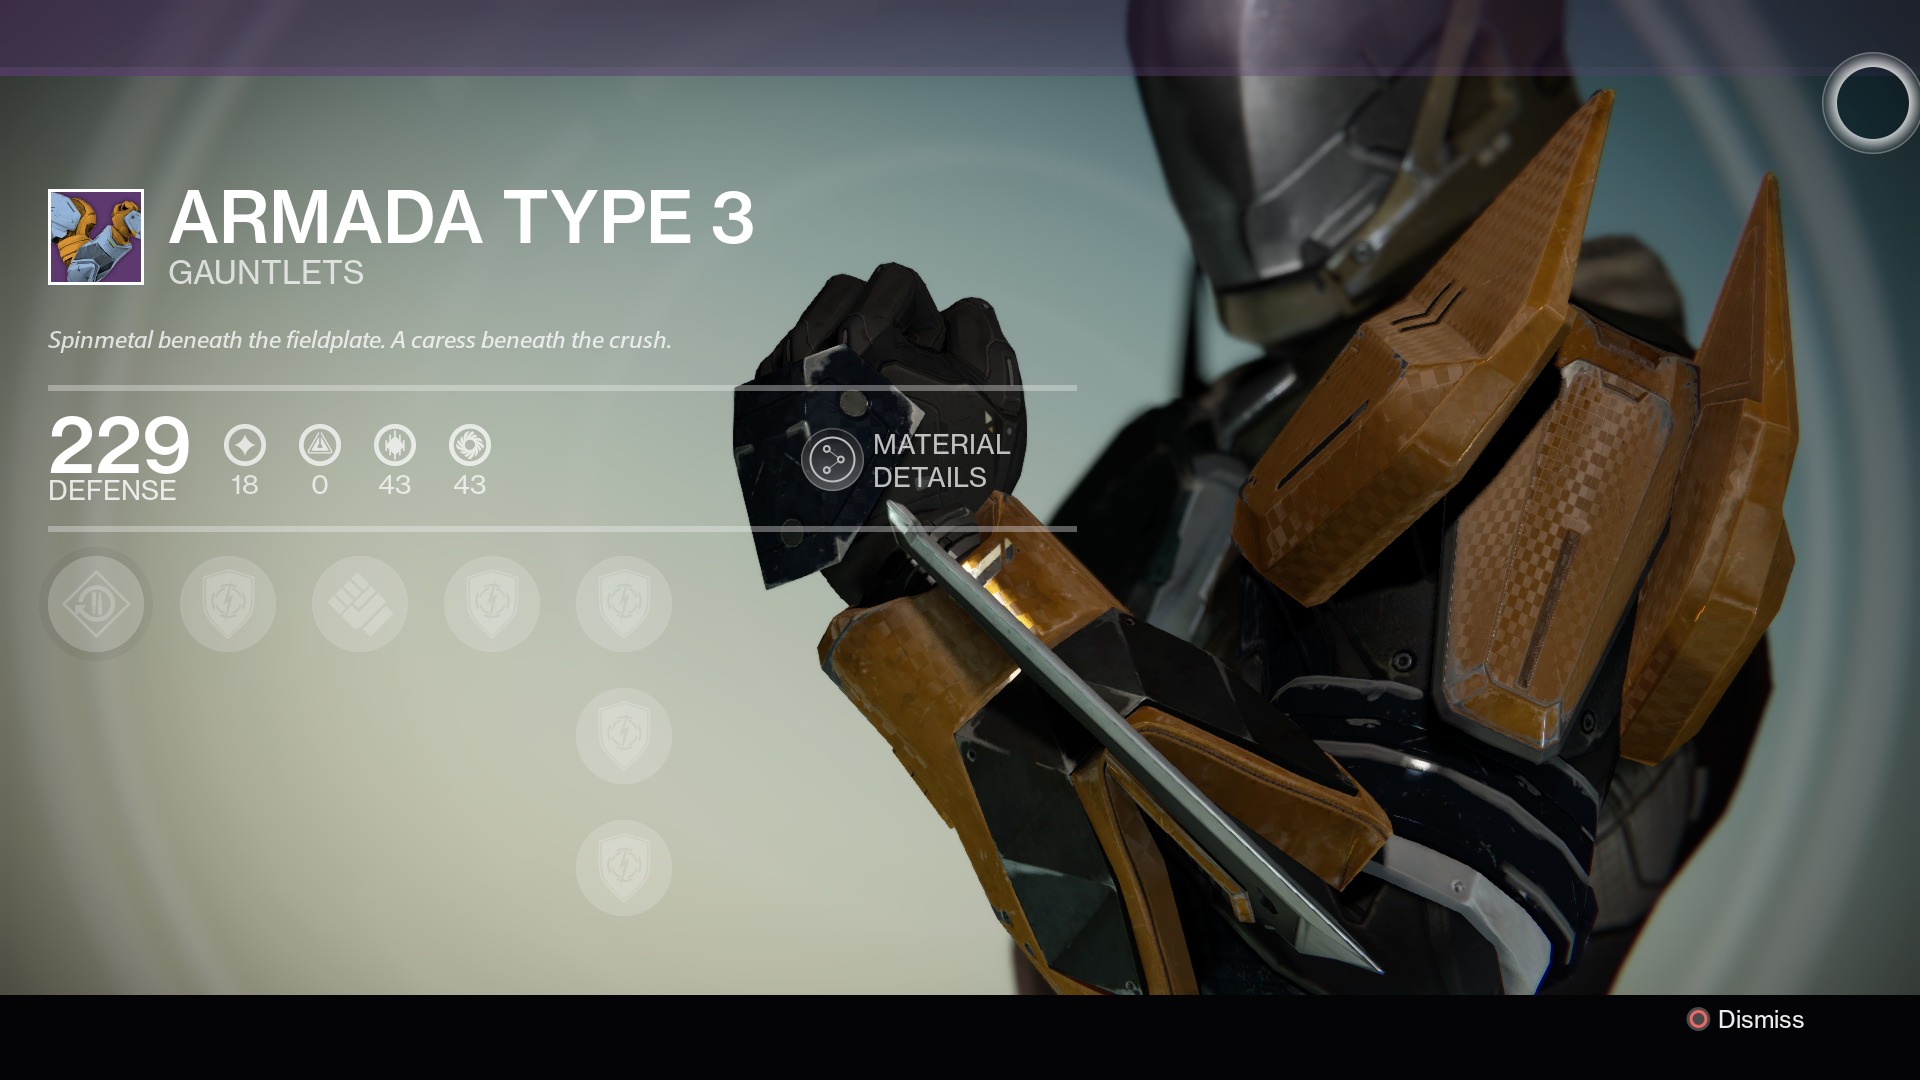 ARMADA TYPE 3
GAUNTLETS
Spinmetal beneath the fieldplate. A caress beneath the crush.
229
DEFENSE
18 0 43 43
MATERIAL
DETAILS
Dismiss